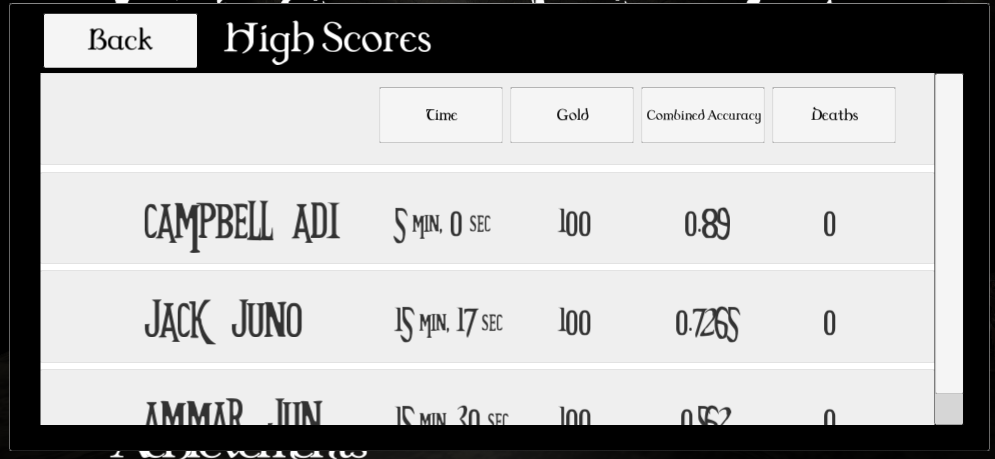 Back High Scores
Time Gold Combined Accuracy Deaths
CAMPBELL ADI 5 MIN, 0 SEC 100 0.89 0
JACK JUNO 15 MIN, 17 SEC 100 0.7265 0
AMMAR JUN 15 MIN, 30 SEC 100 0.562 0
Achievements